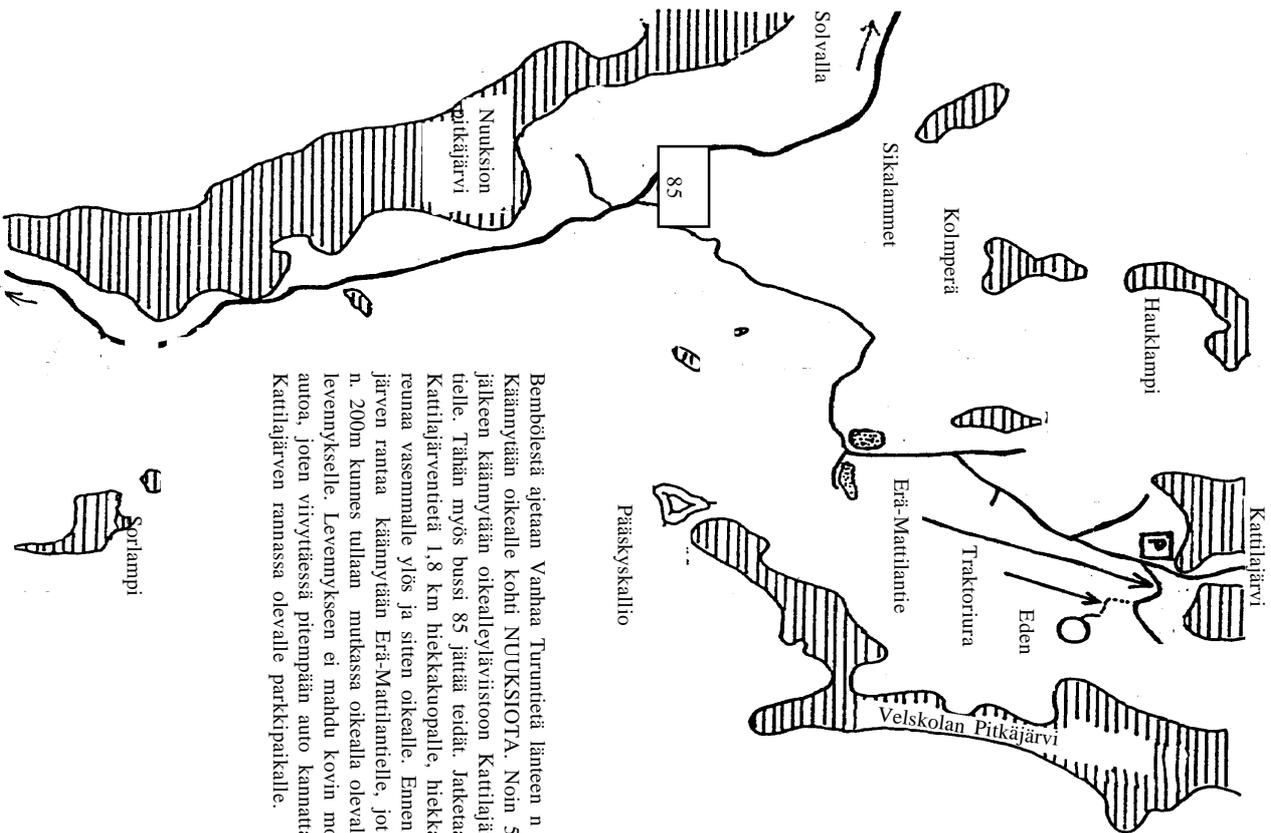 Kattilajärvi
P
Hauklampi
Eden
Traktoriura
Kolmperä
Erä-Mattilantie
Sikalammet
Velskolan Pitkäjärvi
Solvalla
85
Pääskyskallio
Nuuksion
pitkäjärvi
Bembölestä ajetaan Vanhaa Turuntietä länteen n
Käännytään oikealle kohti NUUKSIOTA. Noin 5
jälkeen käännytään oikealleyläviistoon Kattilajä
tielle. Tähän myös bussi 85 jättää teidät. Jatketaa
Kattilajärventietä 1,8 km hiekkakuopalle, hiekka
reunaa vasemmalle ylös ja sitten oikealle. Ennen
järven rantaa käännytään Erä-Mattilantielle, jot
n. 200m kunnes tullaan mutkassa oikealla oleval
levennykselle. Levennykseen ei mahdu kovin mo
autoa, joten viivyttäessä pitempään auto kannatta
Kattilajärven rannassa olevalle parkkipaikalle.
Sorlampi